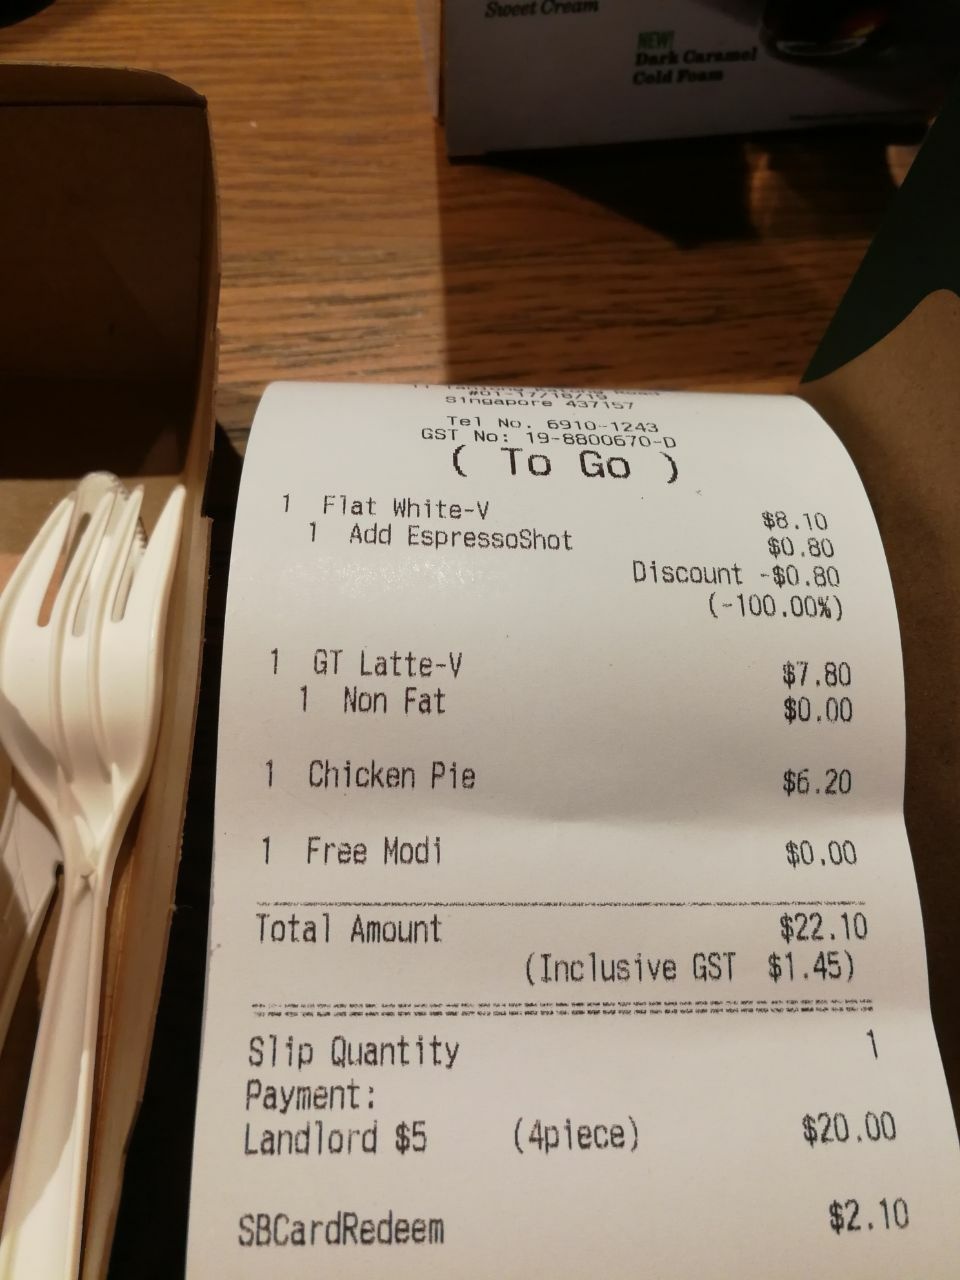 Sweet Cream
NEW!
Dark Caramel
Cold Foam
11 Tanjong Katong Road
#01-17/18/19
Singapore 437157
Tel No. 6910-1243
GST No: 19-8800670-D
( To Go )
1 Flat White-V $8.10
1 Add EspressoShot $0.80
Discount -$0.80
(-100.00%)
1 GT Latte-V $7.80
1 Non Fat $0.00
1 Chicken Pie $6.20
1 Free Modi $0.00
Total Amount $22.10
(Inclusive GST $1.45)
Slip Quantity 1
Payment:
Landlord $5 (4piece) $20.00
SBCardRedeem $2.10